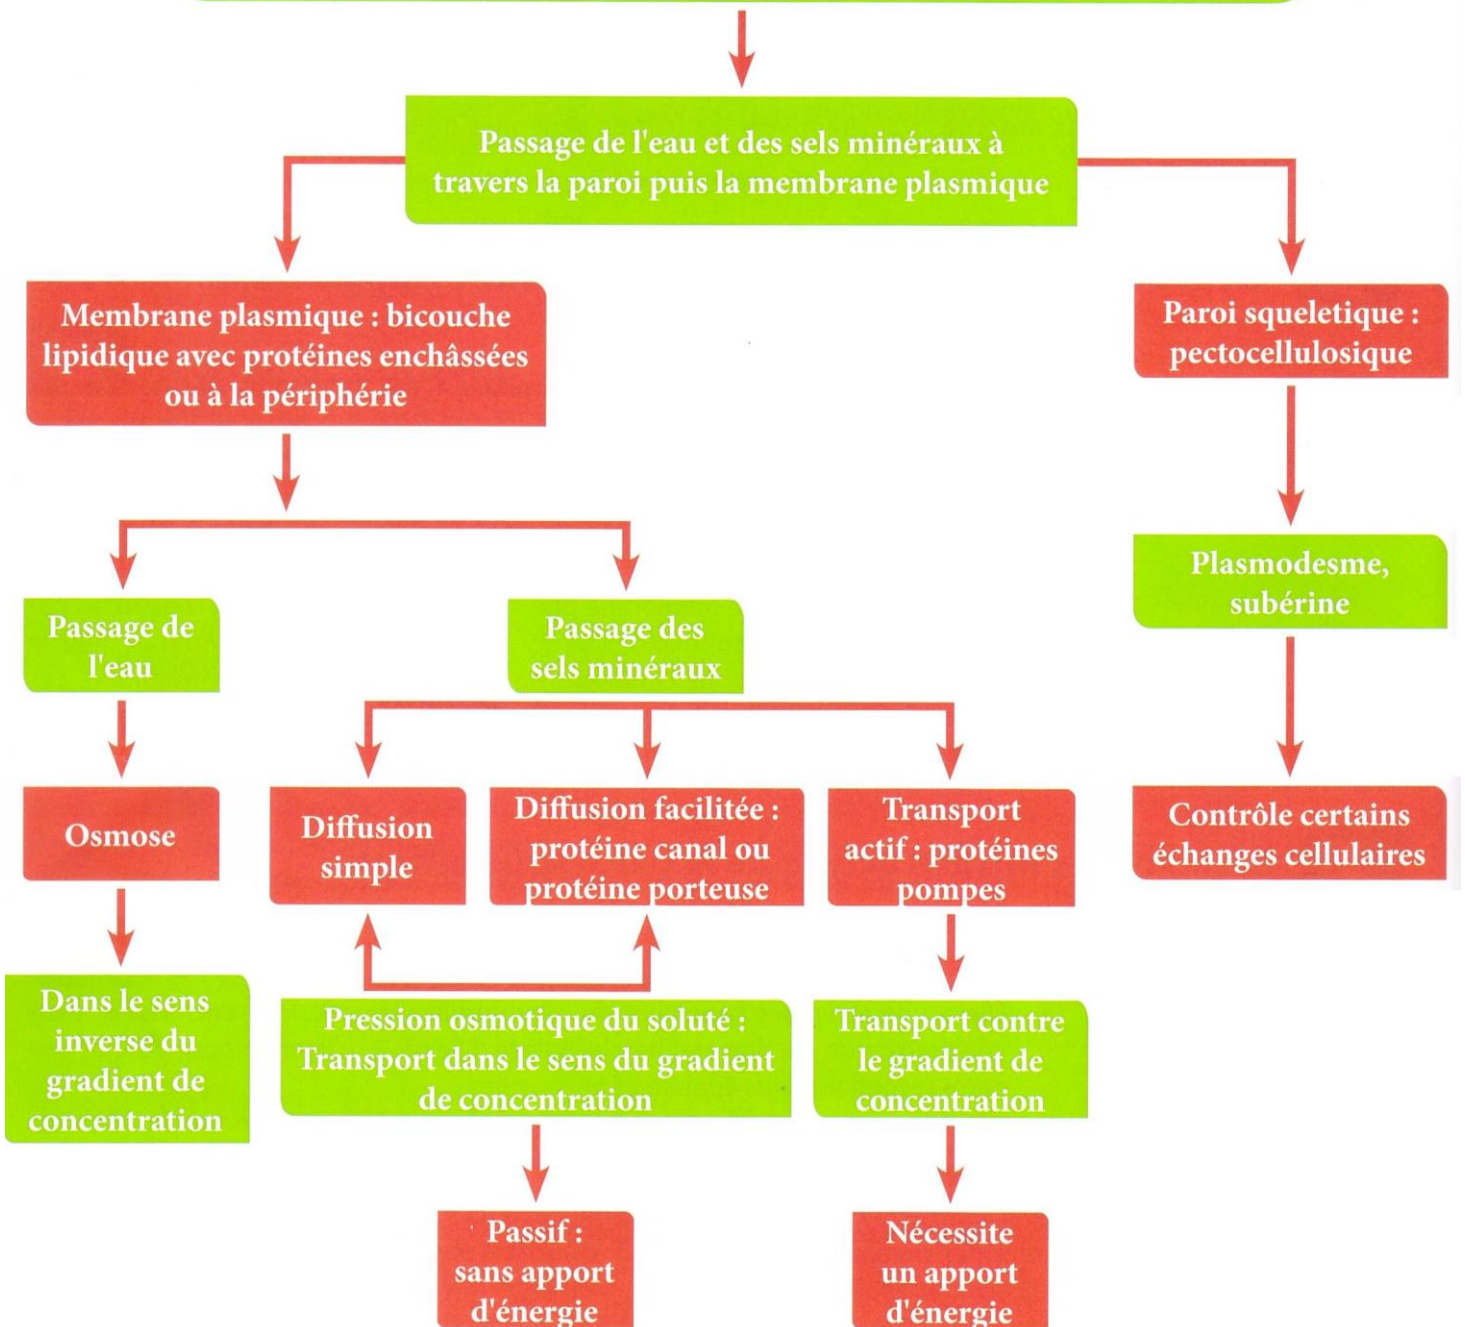 Passage de l'eau et des sels minéraux à
travers la paroi puis la membrane plasmique
Membrane plasmique : bicouche
lipidique avec protéines enchâssées
ou à la périphérie
Paroi squeletique :
pectocellulosique
Plasmodesme,
subérine
Passage de
l'eau
Passage des
sels minéraux
Osmose
Diffusion
simple
Diffusion facilitée :
protéine canal ou
protéine porteuse
Transport
actif : protéines
pompes
Contrôle certains
échanges cellulaires
Dans le sens
inverse du
gradient de
concentration
Pression osmotique du soluté :
Transport dans le sens du gradient
de concentration
Transport contre
le gradient de
concentration
Passif :
sans apport
d'énergie
Nécessite
un apport
d'énergie